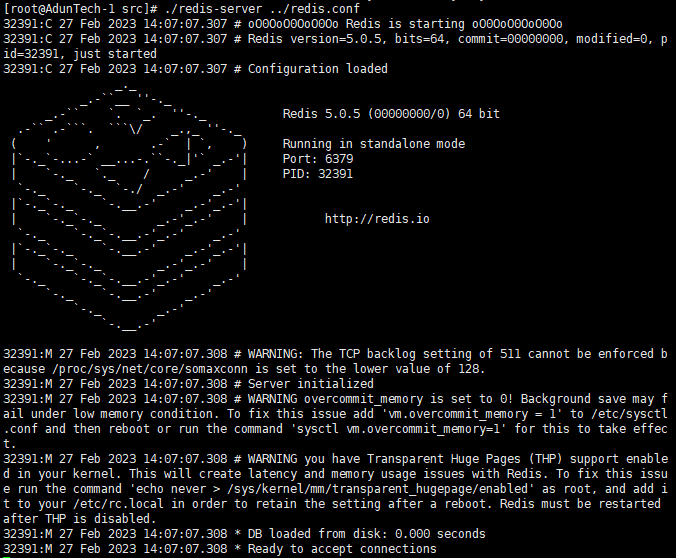 [root@AdunTech-1 src]# ./redis-server ../redis.conf
32391:C 27 Feb 2023 14:07:07.307 # oO0OoO0OoO0Oo Redis is starting oO0OoO0OoO0Oo
32391:C 27 Feb 2023 14:07:07.307 # Redis version=5.0.5, bits=64, commit=00000000, modified=0, p
id=32391, just started
32391:C 27 Feb 2023 14:07:07.307 # Configuration loaded
Redis 5.0.5 (00000000/0) 64 bit
Running in standalone mode
Port: 6379
PID: 32391
http://redis.io
32391:M 27 Feb 2023 14:07:07.308 # WARNING: The TCP backlog setting of 511 cannot be enforced b
ecause /proc/sys/net/core/somaxconn is set to the lower value of 128.
32391:M 27 Feb 2023 14:07:07.308 # Server initialized
32391:M 27 Feb 2023 14:07:07.308 # WARNING overcommit_memory is set to 0! Background save may f
ail under low memory condition. To fix this issue add 'vm.overcommit_memory = 1' to /etc/sysctl
.conf and then reboot or run the command 'sysctl vm.overcommit_memory=1' for this to take effec
t.
32391:M 27 Feb 2023 14:07:07.308 # WARNING you have Transparent Huge Pages (THP) support enable
d in your kernel. This will create latency and memory usage issues with Redis. To fix this issu
e run the command 'echo never > /sys/kernel/mm/transparent_hugepage/enabled' as root, and add i
t to your /etc/rc.local in order to retain the setting after a reboot. Redis must be restarted
after THP is disabled.
32391:M 27 Feb 2023 14:07:07.308 * DB loaded from disk: 0.000 seconds
32391:M 27 Feb 2023 14:07:07.308 * Ready to accept connections